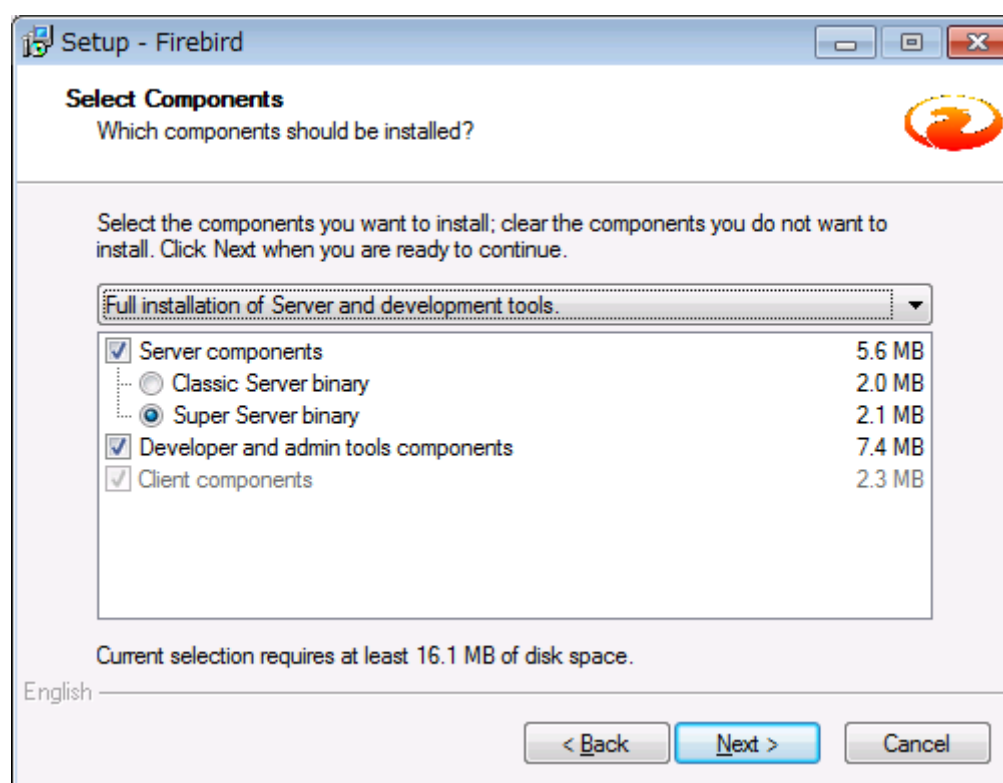 Setup - Firebird
Select Components
Which components should be installed?
Select the components you want to install; clear the components you do not want to
install. Click Next when you are ready to continue.
Full installation of Server and development tools.
Server components 5.6 MB
Classic Server binary 2.0 MB
Super Server binary 2.1 MB
Developer and admin tools components 7.4 MB
Client components 2.3 MB
Current selection requires at least 16.1 MB of disk space.
English
< Back Next > Cancel